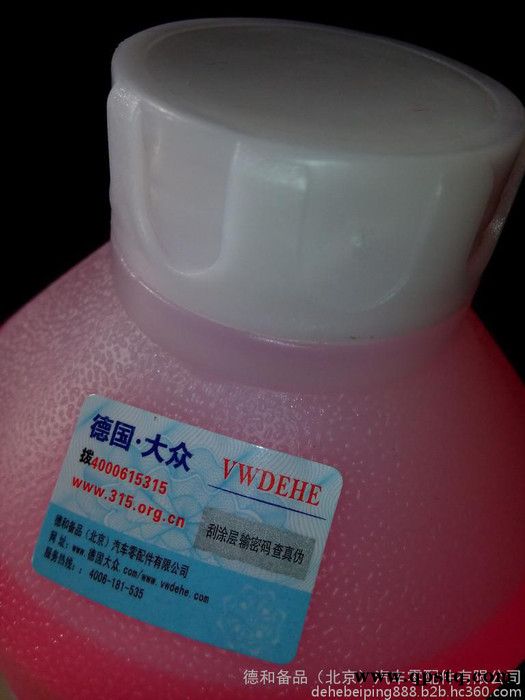 德国·大众
VWDEHE
拨4000615315
www.315.org.cn
刮涂层 输密码 查真伪
德和备品（北京）汽车零配件有限公司
网 址：www 德国大众 com/www vwdehe com
服务热线：：4006-181-535
德和备品（北京）汽车零配件有限公司
dehebeiping888.b2b.hc360.com